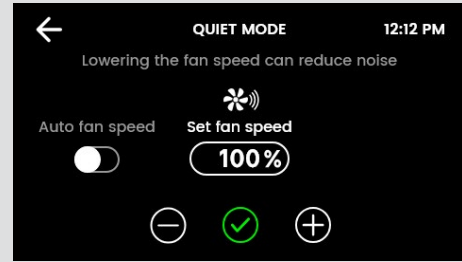 QUIET MODE 12:12 PM
Lowering the fan speed can reduce noise
Auto fan speed Set fan speed
100%